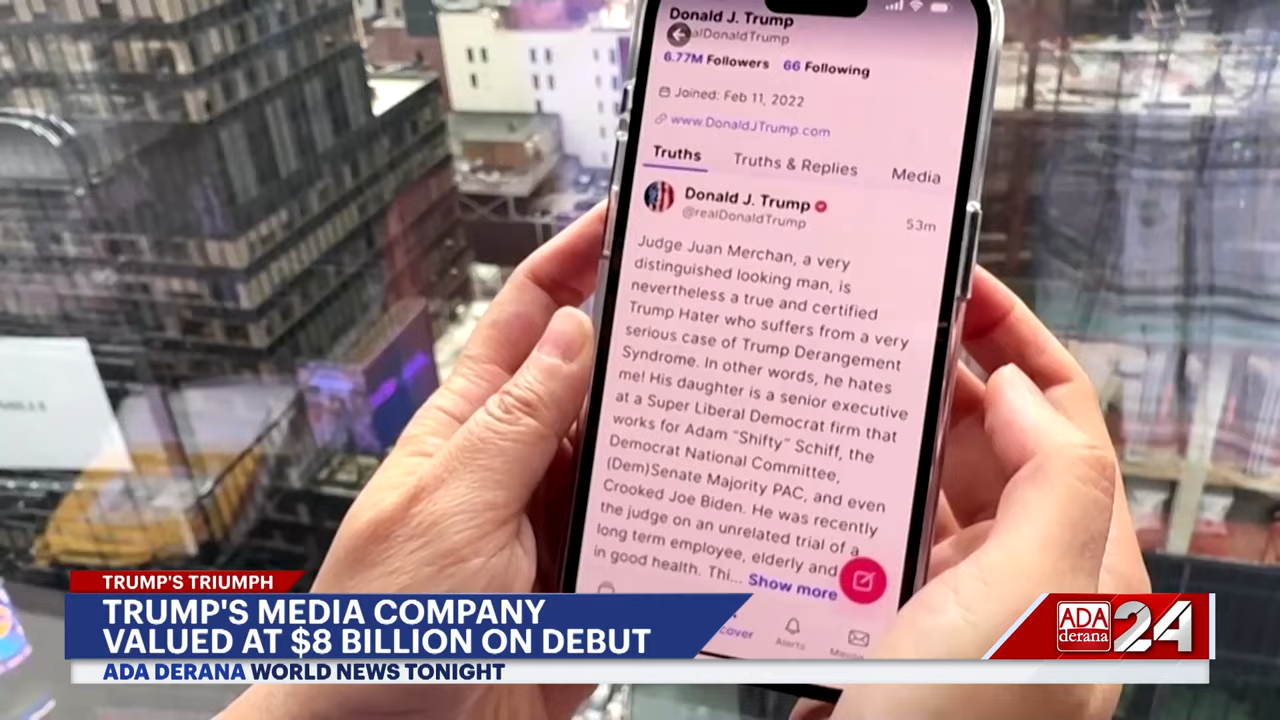 Donald J. Trump
alDonaldTrump
6.77M Followers 66 Following
Joined: Feb 11, 2022
www.DonaldJTrump.com
Truths Truths & Replies Media
Donald J. Trump
@realDonaldTrump 53m
Judge Juan Merchan, a very
distinguished looking man, is
nevertheless a true and certified
Trump Hater who suffers from a very
serious case of Trump Derangement
Syndrome. In other words, he hates
me! His daughter is a senior executive
at a Super Liberal Democrat firm that
works for Adam “Shifty” Schiff, the
Democrat National Committee,
(Dem)Senate Majority PAC, and even
Crooked Joe Biden. He was recently
the judge on an unrelated trial of a
long term employee, elderly and
in good health. Thi... Show more
cover Alerts
TRUMP'S TRIUMPH
TRUMP'S MEDIA COMPANY
VALUED AT $8 BILLION ON DEBUT
ADA DERANA WORLD NEWS TONIGHT
ADA
derana
24